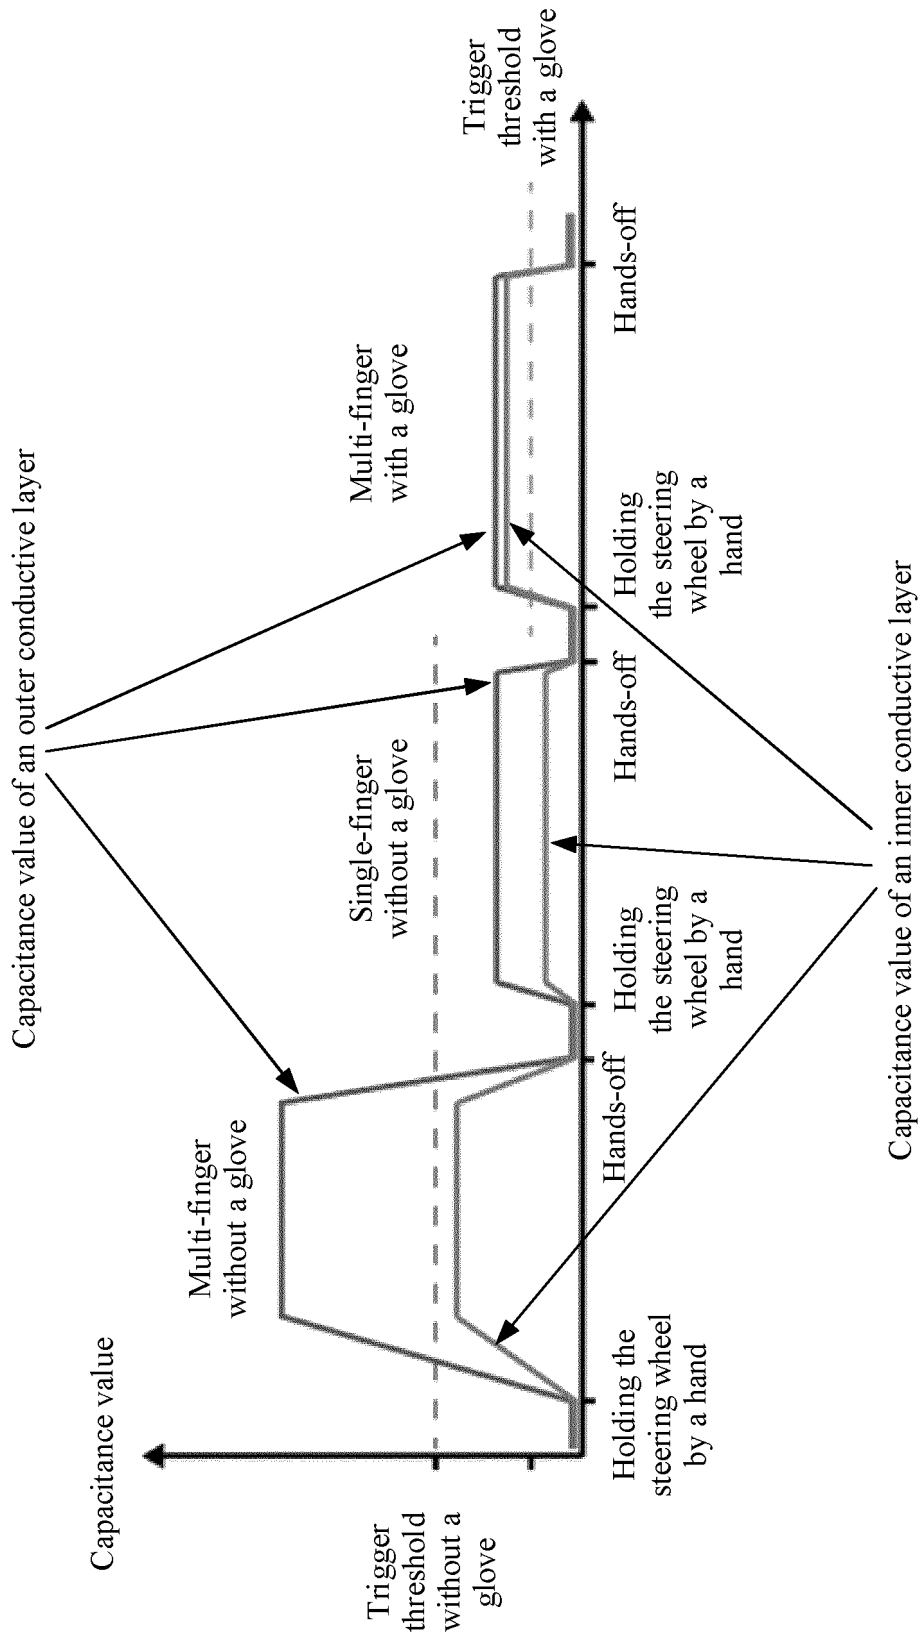 Capacitance value of an outer conductive layer
Capacitance value
Multi-finger
without a glove
Single-finger
without a glove
Multi-finger
with a glove
Trigger
threshold
with a glove
Trigger
threshold
without a
glove
Holding the
steering wheel
by a hand
Hands-off
Holding
the steering
wheel by a
hand
Hands-off
Holding
the steering
wheel by a
hand
Hands-off
Capacitance value of an inner conductive layer